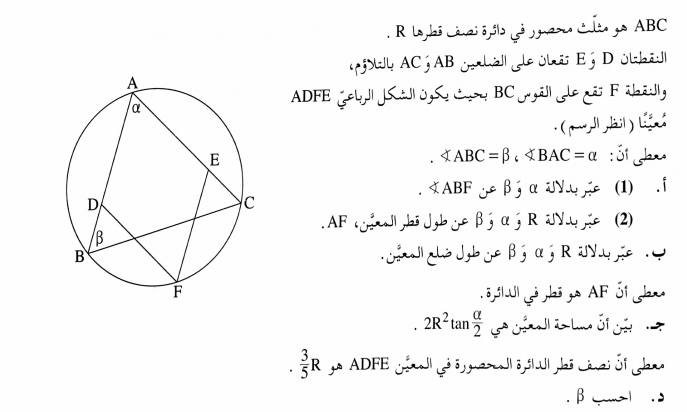 ABC هو مثلّث محصور في دائرة نصف قطرها R .
النقطتان D وَ E تقعان على الضلعين AB وَ AC بالتلاؤم،
والنقطة F تقع على القوس BC بحيث يكون الشكل الرباعيّ ADFE
مُعيَّنًا ( انظر الرسم ) .
معطى أنّ: ∢BAC = α ، ∢ABC = β .
أ. (1) عبّر بدلالة α وَ β عن ∢ABF .
(2) عبّر بدلالة R وَ α وَ β عن طول قطر المعيَّن، AF.
ب. عبّر بدلالة R وَ α وَ β عن طول ضلع المعيَّن.
معطى أنّ AF هو قطر في الدائرة.
جـ. بيّن أنّ مساحة المعيَّن هي 2R² tan α/2 .
معطى أنّ نصف قطر الدائرة المحصورة في المعيَّن ADFE هو 3/5 R .
د. احسب β .
A
α
E
D
C
β
B
F